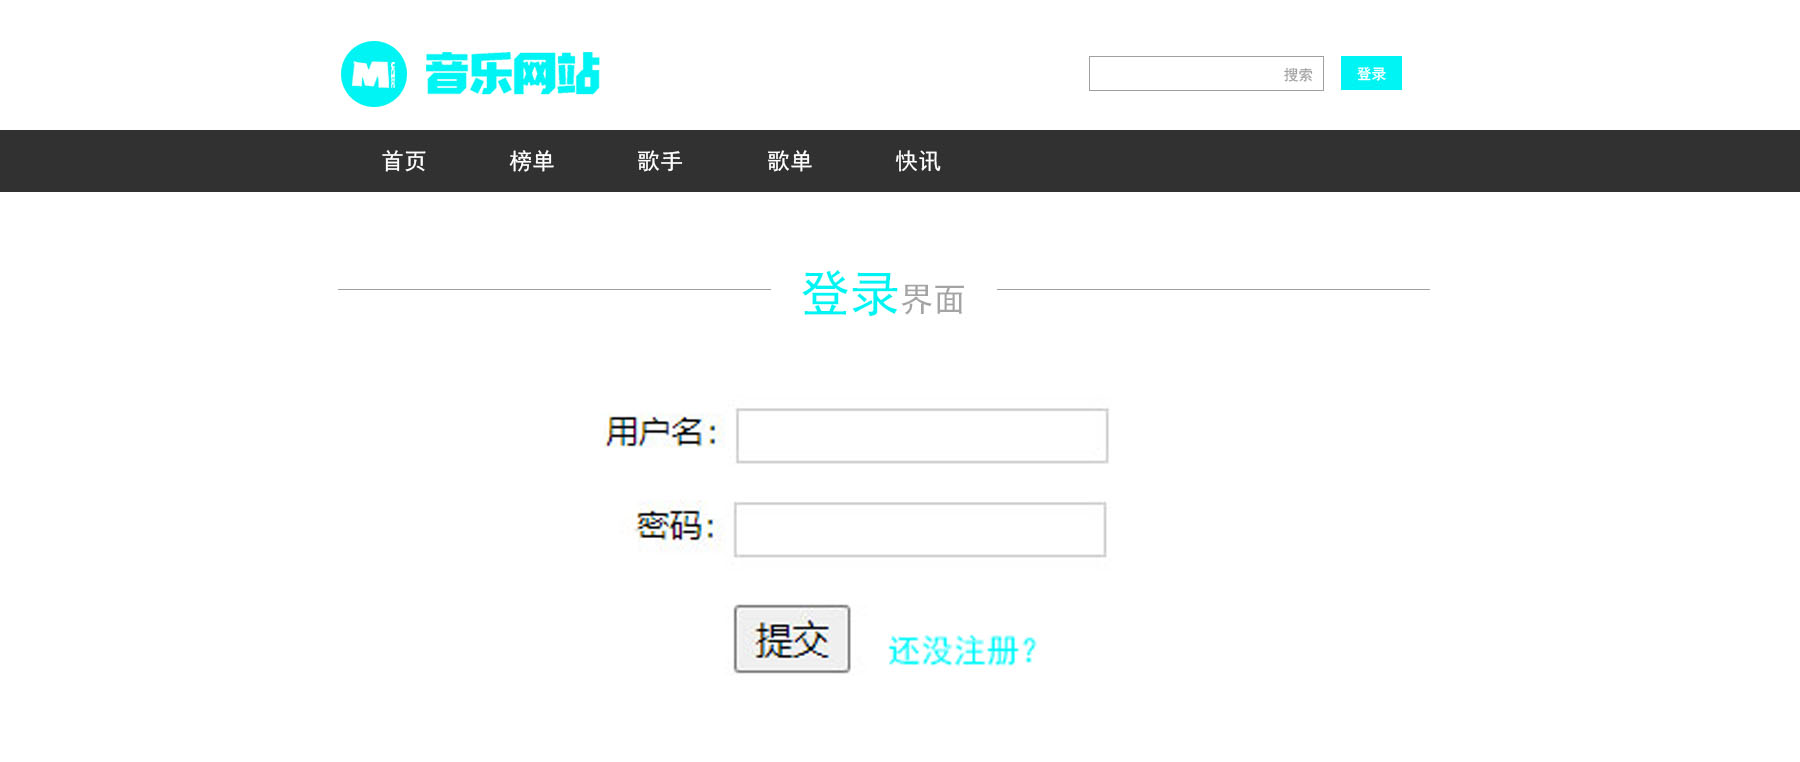 M 音乐网站
搜索 登录
首页 榜单 歌手 歌单 快讯
登录界面
用户名：
密码：
提交 还没注册？